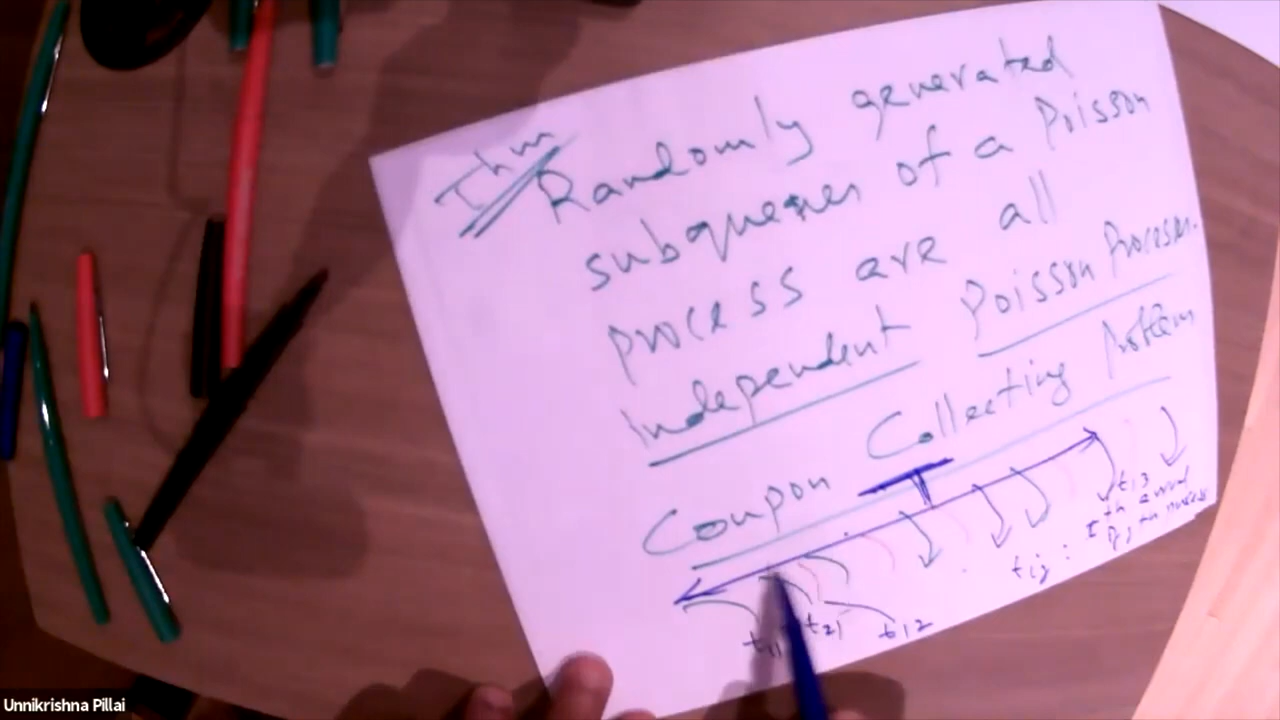 Thm
Randomly generated
subquences of a Poisson
process are all
independent Poisson Processes.
Coupon Collecting Problem
T
t13
tij : ith arrival
t11 t21 t12
Unnikrishna Pillai